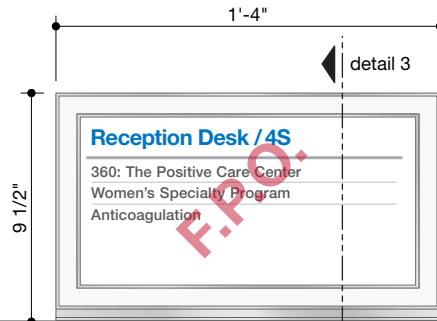 1'-4"
detail 3
9 1/2"
Reception Desk / 4S
360: The Positive Care Center
Women's Specialty Program
Anticoagulation
F.P.O.